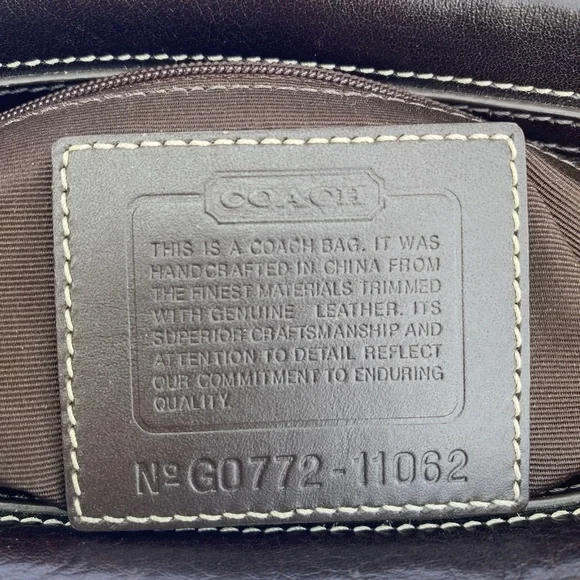 COACH
THIS IS A COACH BAG. IT WAS
HANDCRAFTED IN CHINA FROM
THE FINEST MATERIALS TRIMMED
WITH GENUINE LEATHER. ITS
SUPERIOR CRAFTSMANSHIP AND
ATTENTION TO DETAIL REFLECT
OUR COMMITMENT TO ENDURING
QUALITY.
Nº G0772-11062